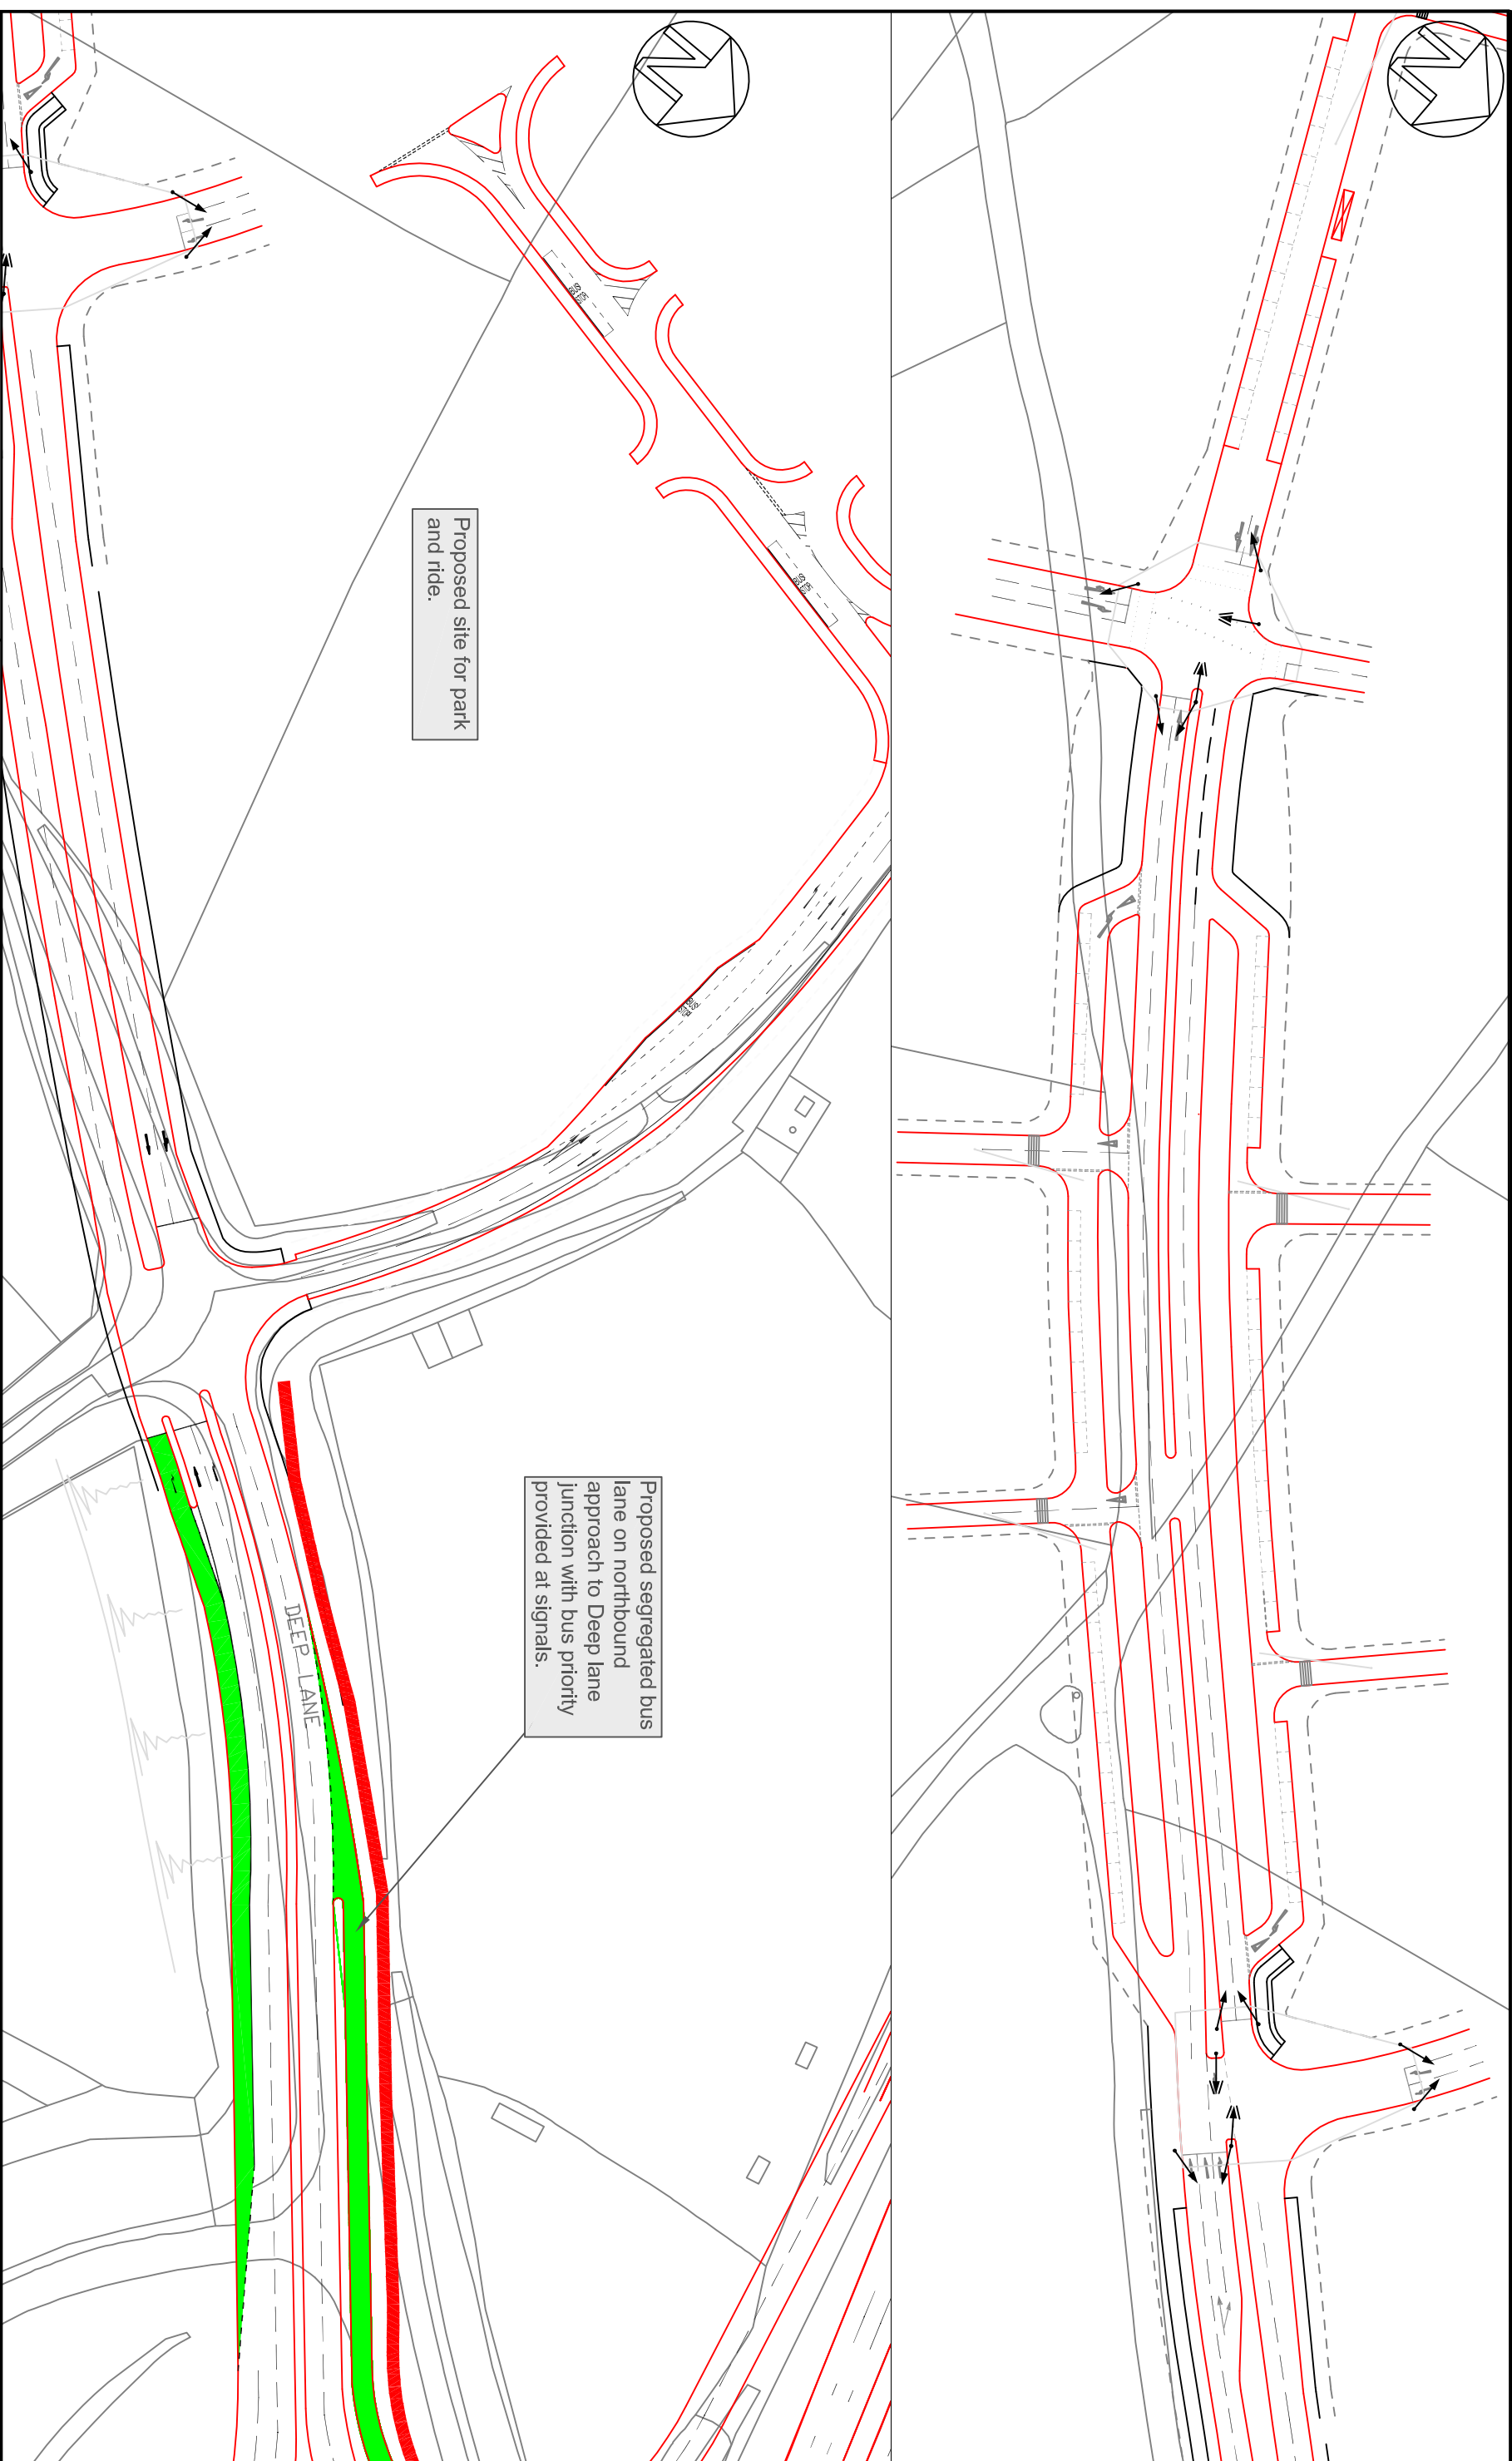 Proposed site for park
and ride.
Proposed segregated bus
lane on northbound
approach to Deep lane
junction with bus priority
provided at signals.
DEEP LANE